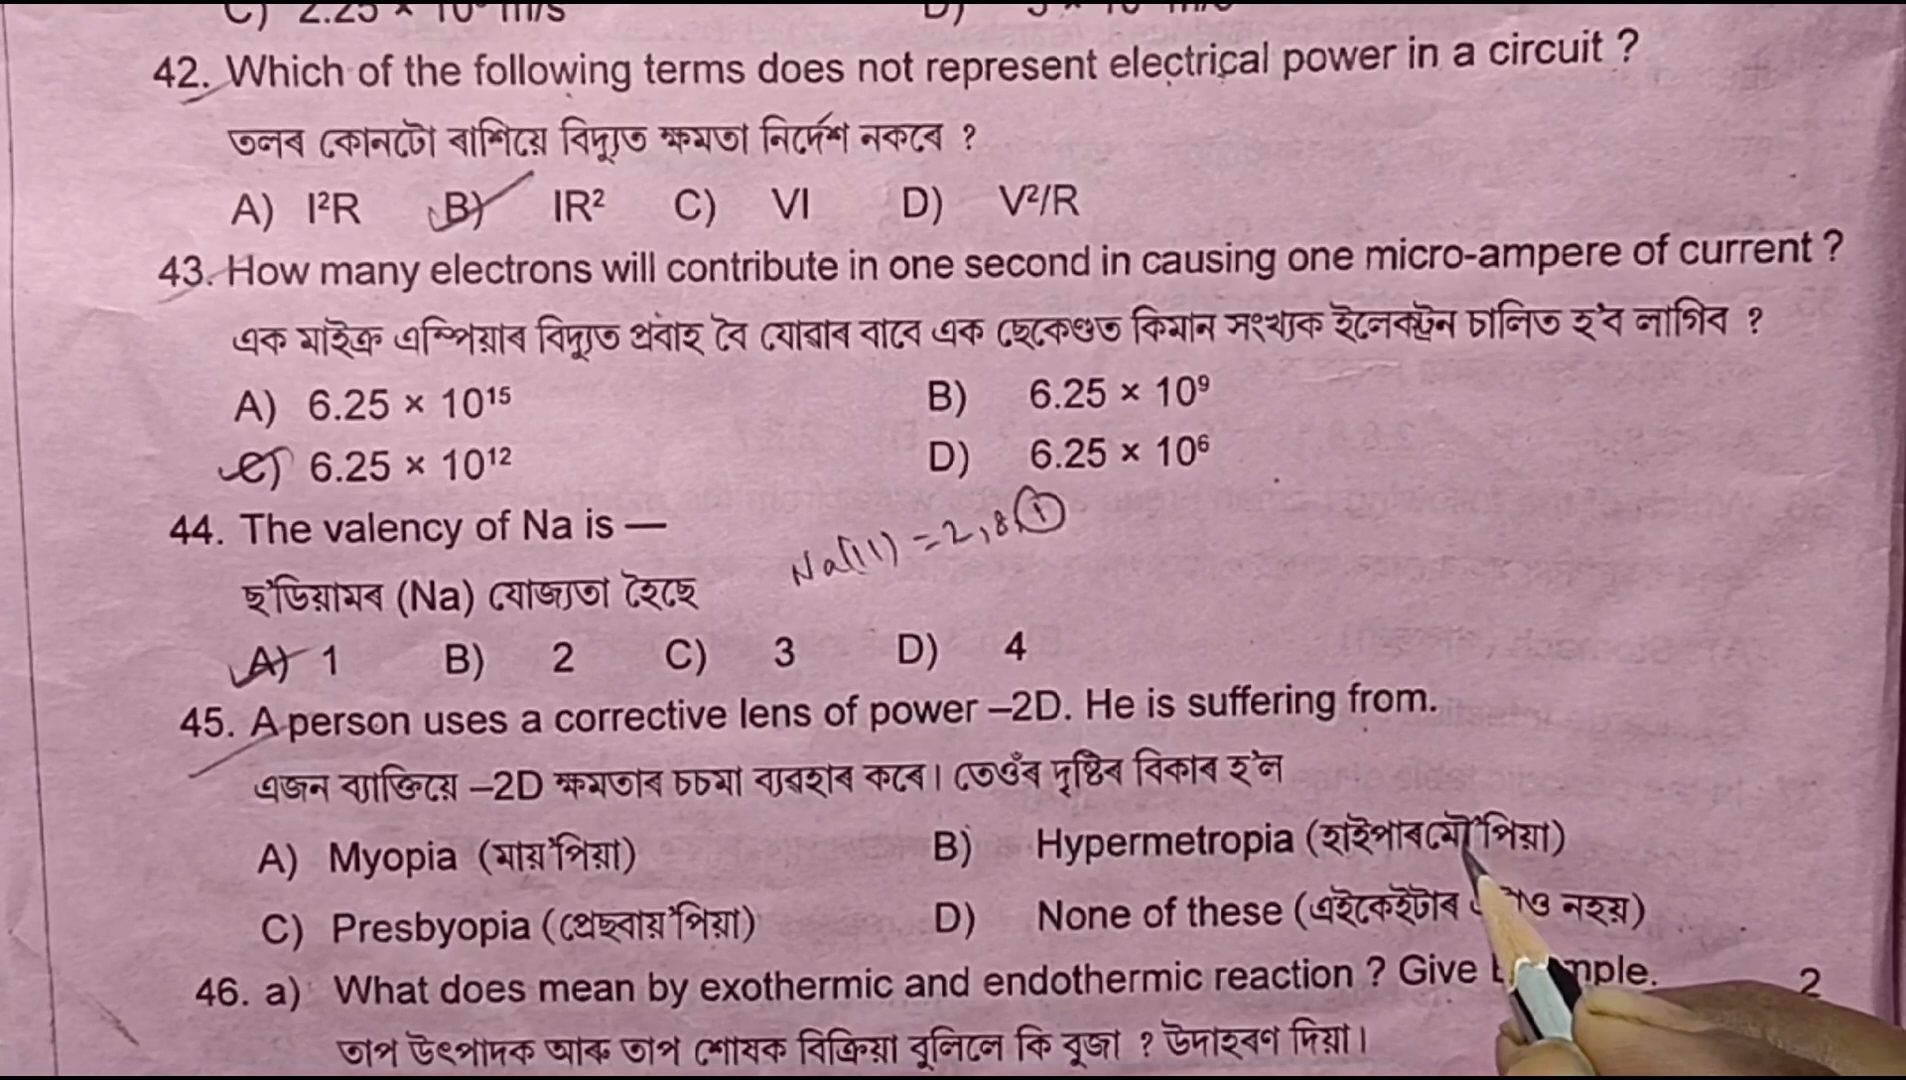 C) 2.25 × 10⁸ m/s D)
42. Which of the following terms does not represent electrical power in a circuit ?
তলৰ কোনটো ৰাশিয়ে বিদ্যুত ক্ষমতা নিৰ্দেশ নকৰে ?
A) I²R B) IR² C) VI D) V²/R
43. How many electrons will contribute in one second in causing one micro-ampere of current ?
এক মাইক্ৰ এম্পিয়াৰ বিদ্যুত প্ৰবাহ বৈ যোৱাৰ বাবে এক ছেকেণ্ডত কিমান সংখ্যক ইলেকট্ৰন চালিত হ'ব লাগিব ?
A) 6.25 × 10¹⁵ B) 6.25 × 10⁹
C) 6.25 × 10¹² D) 6.25 × 10⁶
44. The valency of Na is —
Na(11) = 2,8,1
ছ'ডিয়ামৰ (Na) যোজ্যতা হৈছে
A) 1 B) 2 C) 3 D) 4
45. A person uses a corrective lens of power –2D. He is suffering from.
এজন ব্যাক্তিয়ে –2D ক্ষমতাৰ চচমা ব্যৱহাৰ কৰে। তেওঁৰ দৃষ্টিৰ বিকাৰ হ'ল
A) Myopia (মায়'পিয়া) B) Hypermetropia (হাইপাৰমৌ'পিয়া)
C) Presbyopia (প্ৰেছবায়'পিয়া) D) None of these (এইকেইটাৰ নহয়)
46. a) What does mean by exothermic and endothermic reaction ? Give 2
তাপ উৎপাদক আৰু তাপ শোষক বিক্ৰিয়া বুলিলে কি বুজা ? উদাহৰণ দিয়া।